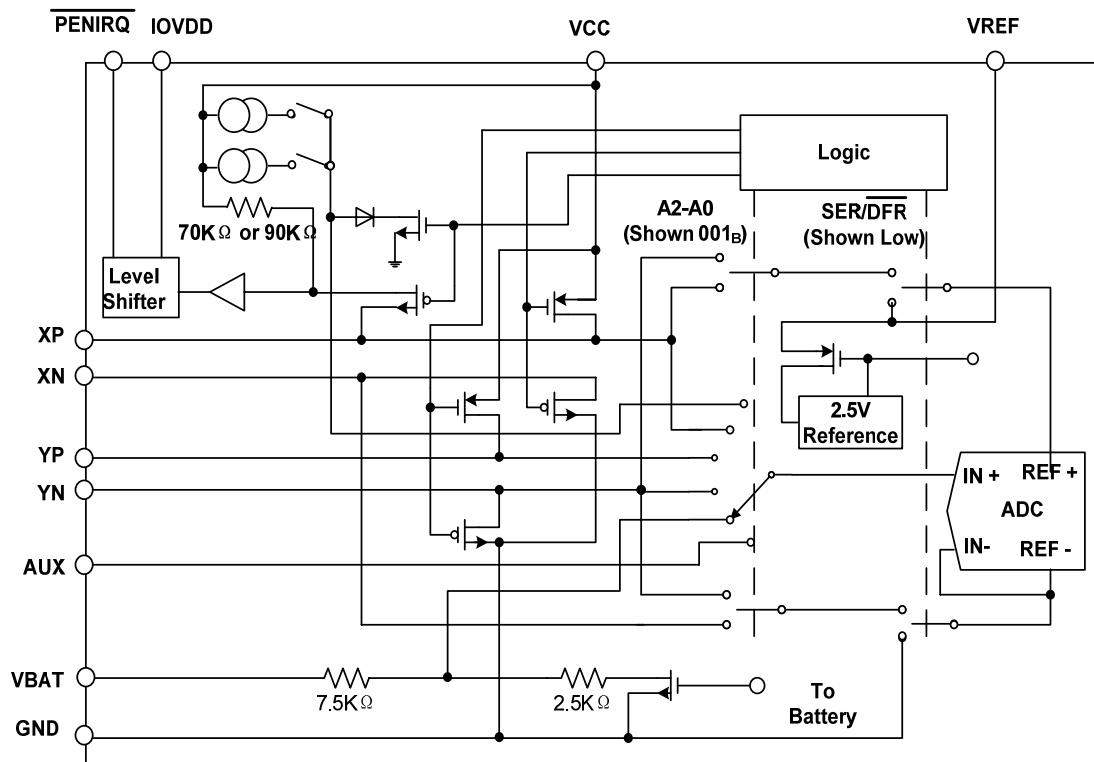 PENIRQ IOVDD
VCC
VREF
Logic
70KΩ or 90KΩ
A2-A0
(Shown 001B)
SER/DFR
(Shown Low)
Level
Shifter
XP
XN
2.5V
Reference
YP
YN
IN +
REF +
ADC
IN-
REF -
AUX
VBAT
7.5KΩ
2.5KΩ
To
Battery
GND